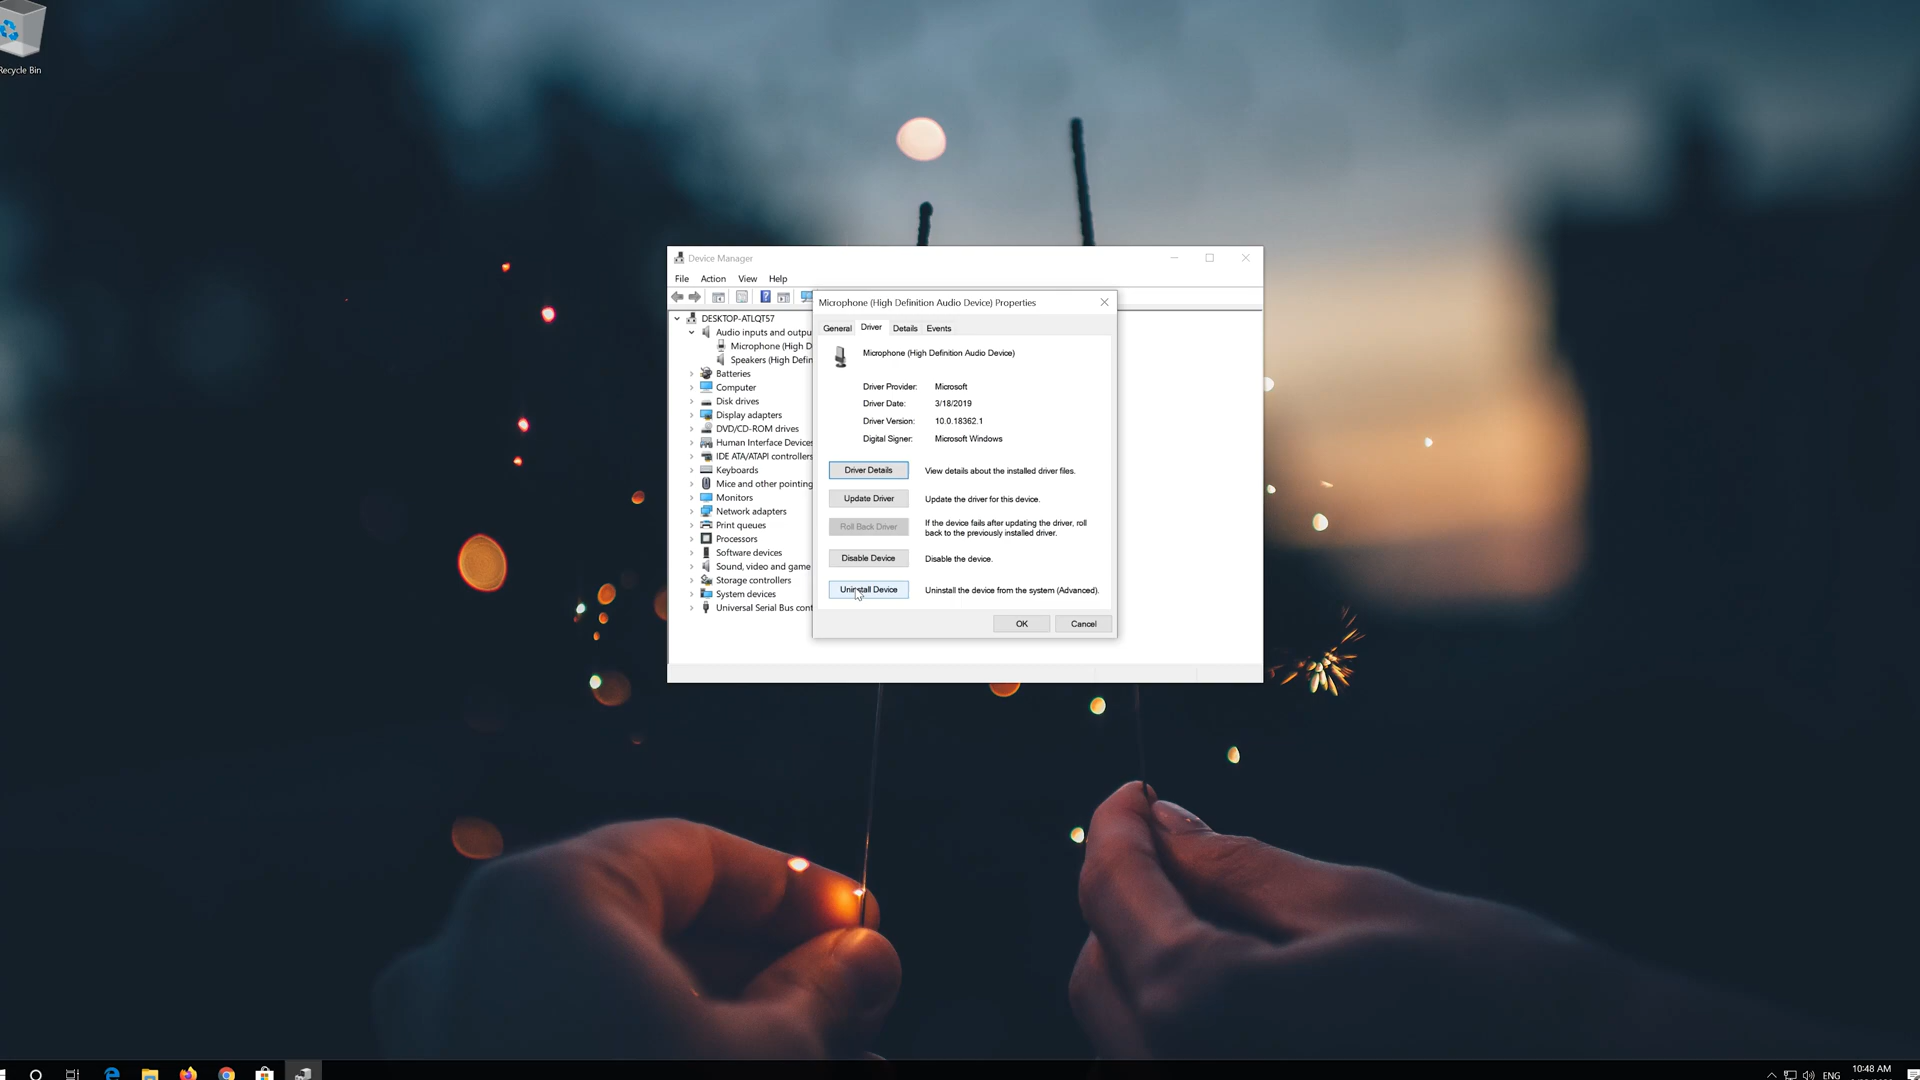 Recycle Bin
Device Manager
File Action View Help
DESKTOP-ATLQT57
Audio inputs and outpu
Microphone (High D
Speakers (High Defin
Batteries
Computer
Disk drives
Display adapters
DVD/CD-ROM drives
Human Interface Devices
IDE ATA/ATAPI controllers
Keyboards
Mice and other pointing
Monitors
Network adapters
Print queues
Processors
Software devices
Sound, video and game
Storage controllers
System devices
Universal Serial Bus cont
Microphone (High Definition Audio Device) Properties
General Driver Details Events
Microphone (High Definition Audio Device)
Driver Provider: Microsoft
Driver Date: 3/18/2019
Driver Version: 10.0.18362.1
Digital Signer: Microsoft Windows
Driver Details View details about the installed driver files.
Update Driver Update the driver for this device.
Roll Back Driver If the device fails after updating the driver, roll
back to the previously installed driver.
Disable Device Disable the device.
Uninstall Device Uninstall the device from the system (Advanced).
OK Cancel
ENG 10:48 AM